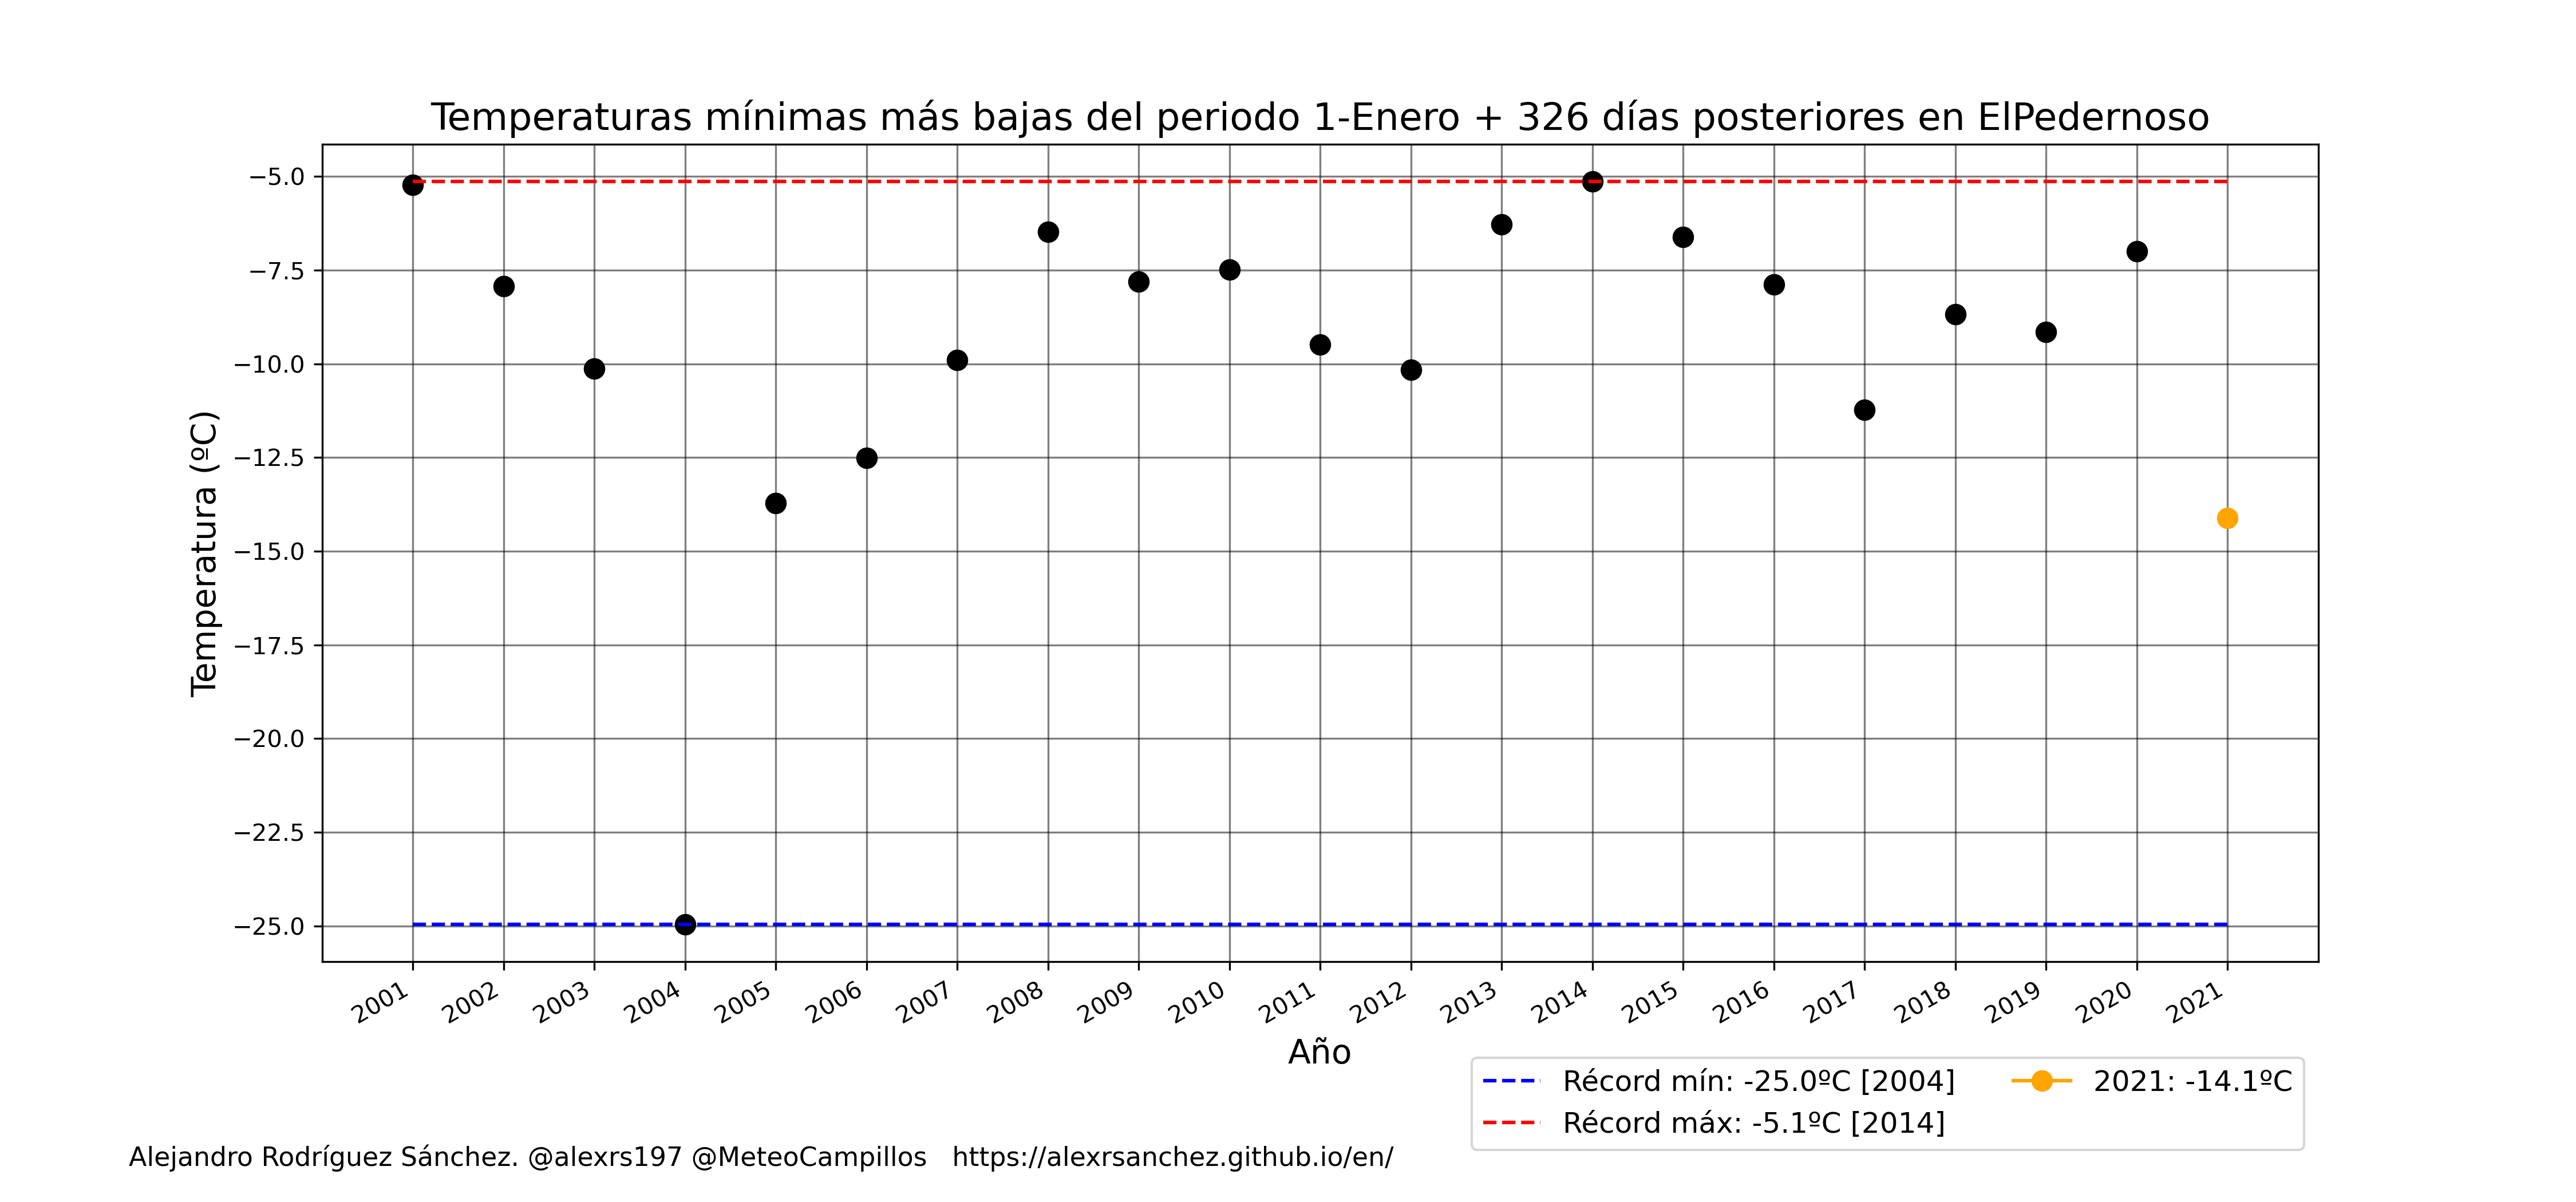 Temperaturas mínimas más bajas del periodo 1-Enero + 326 días posteriores en ElPedernoso
Temperatura (ºC)
−5.0
−7.5
−10.0
−12.5
−15.0
−17.5
−20.0
−22.5
−25.0
2001 2002 2003 2004 2005 2006 2007 2008 2009 2010 2011 2012 2013 2014 2015 2016 2017 2018 2019 2020 2021
Año
Récord mín: -25.0ºC [2004]
Récord máx: -5.1ºC [2014]
2021: -14.1ºC
Alejandro Rodríguez Sánchez. @alexrs197 @MeteoCampillos https://alexrsanchez.github.io/en/